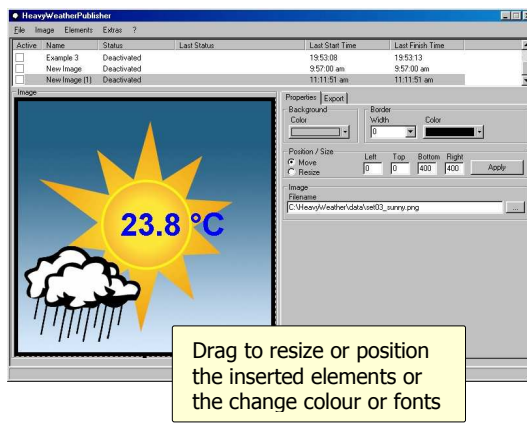 HeavyWeatherPublisher
File Image Elements Extras ?
Active Name Status Last Status Last Start Time Last Finish Time
Example 3 Deactivated 19:53:08 19:53:13
New Image Deactivated 9:57:00 am 9:57:00 am
New Image (1) Deactivated 11:11:51 am 11:11:51 am
Image
23.8 °C
Properties Export
Background Border
Color Width Color
0
Position / Size
Move Left Top Bottom Right
Resize 0 0 400 400 Apply
Image
Filename
C:\HeavyWeather\data\set03_sunny.png ...
Drag to resize or position
the inserted elements or
the change colour or fonts